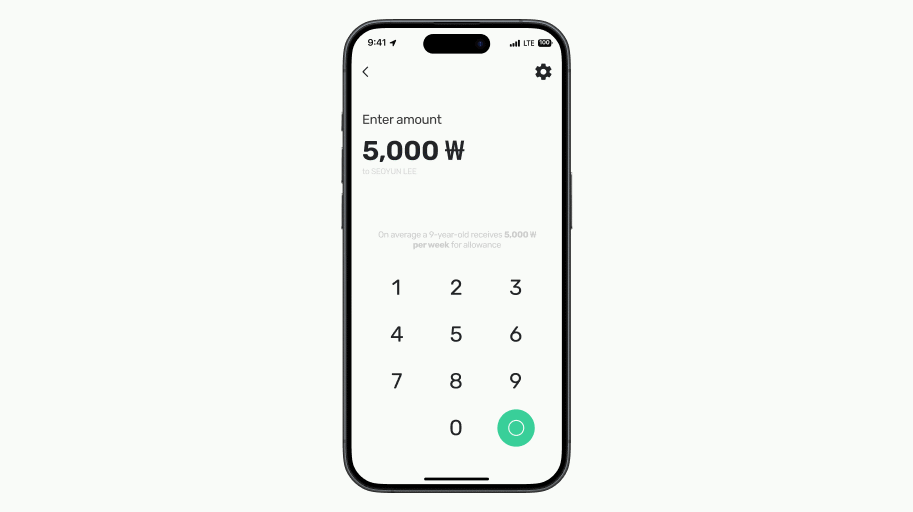 9:41 LTE 100
Enter amount
5,000 ₩
to SEOYUN LEE
On average a 9-year-old receives 5,000 ₩
per week for allowance
1 2 3
4 5 6
7 8 9
0